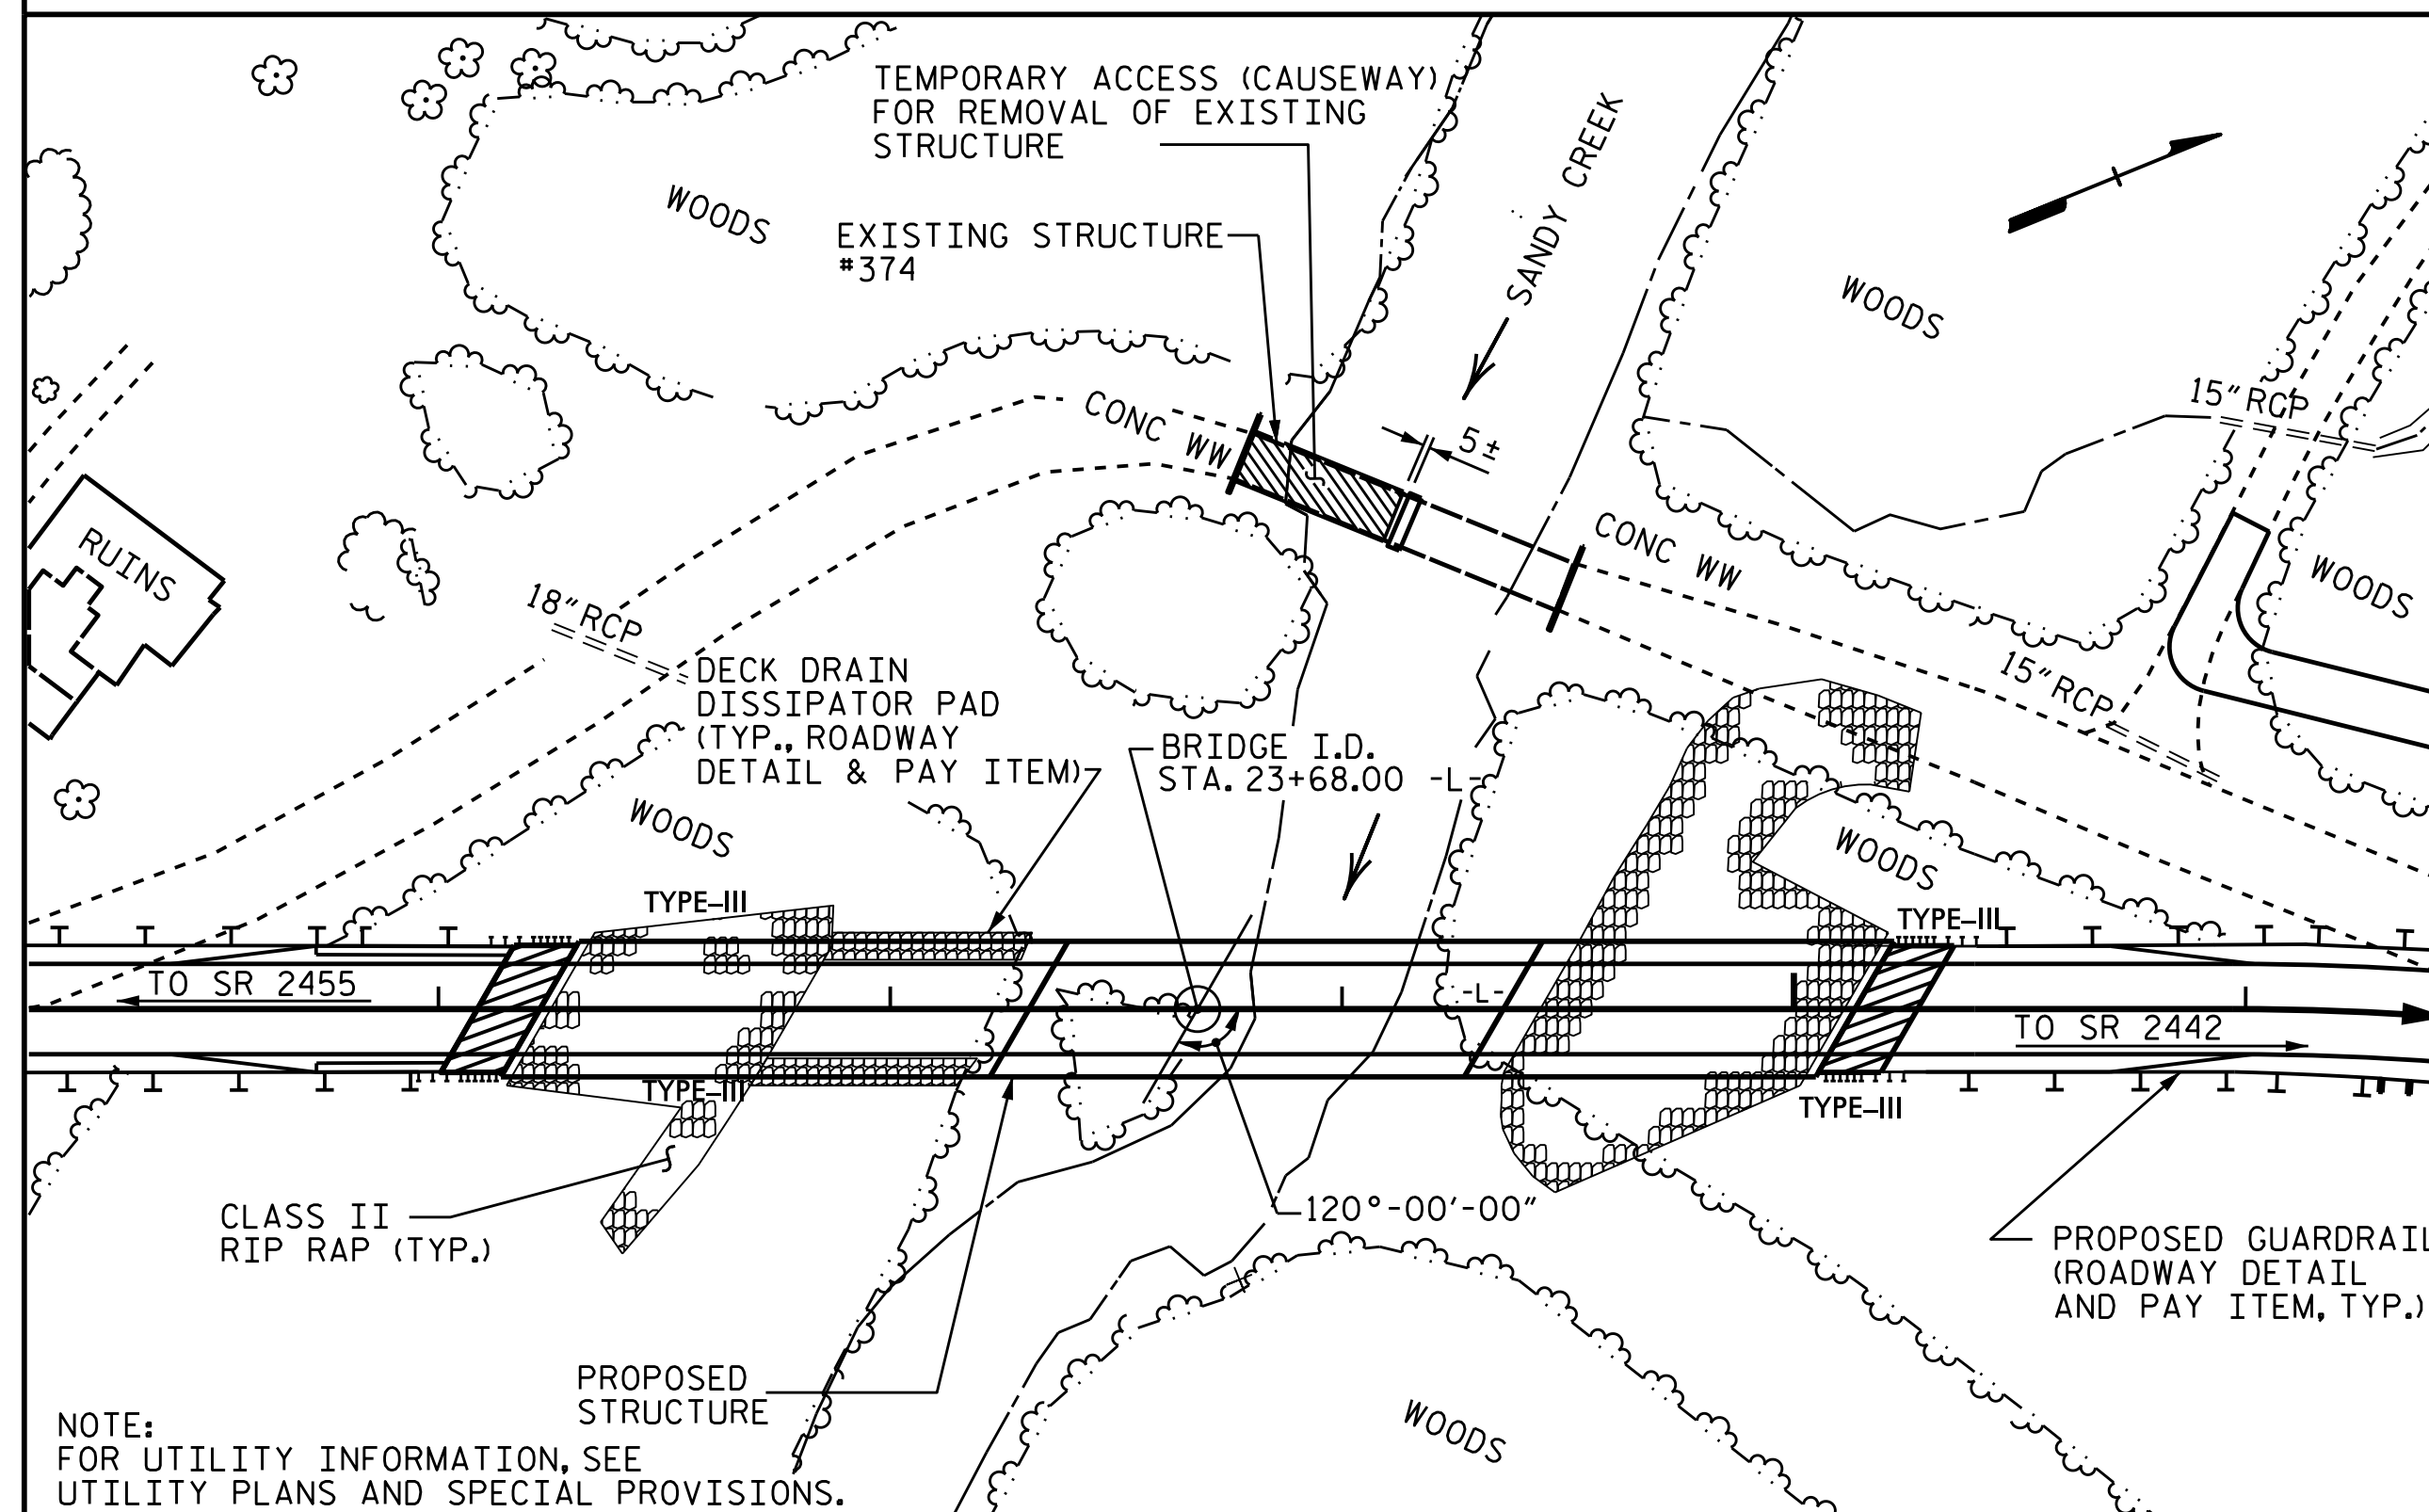 TEMPORARY ACCESS (CAUSEWAY)
FOR REMOVAL OF EXISTING
STRUCTURE
SANDY CREEK
WOODS
EXISTING STRUCTURE
#374
WOODS
15" RCP
CONC WW
5±
RUINS
CONC WW
WOODS
18" RCP
15" RCP
DECK DRAIN
DISSIPATOR PAD
(TYP., ROADWAY
DETAIL & PAY ITEM)
BRIDGE I.D.
STA. 23+68.00 -L-
WOODS
WOODS
TYPE-III
TYPE-III
TO SR 2455
-L-
TO SR 2442
TYPE-III
TYPE-III
CLASS II
RIP RAP (TYP.)
120°-00'-00"
PROPOSED GUARDRAIL
(ROADWAY DETAIL
AND PAY ITEM, TYP.)
PROPOSED
STRUCTURE
WOODS
NOTE:
FOR UTILITY INFORMATION, SEE
UTILITY PLANS AND SPECIAL PROVISIONS.